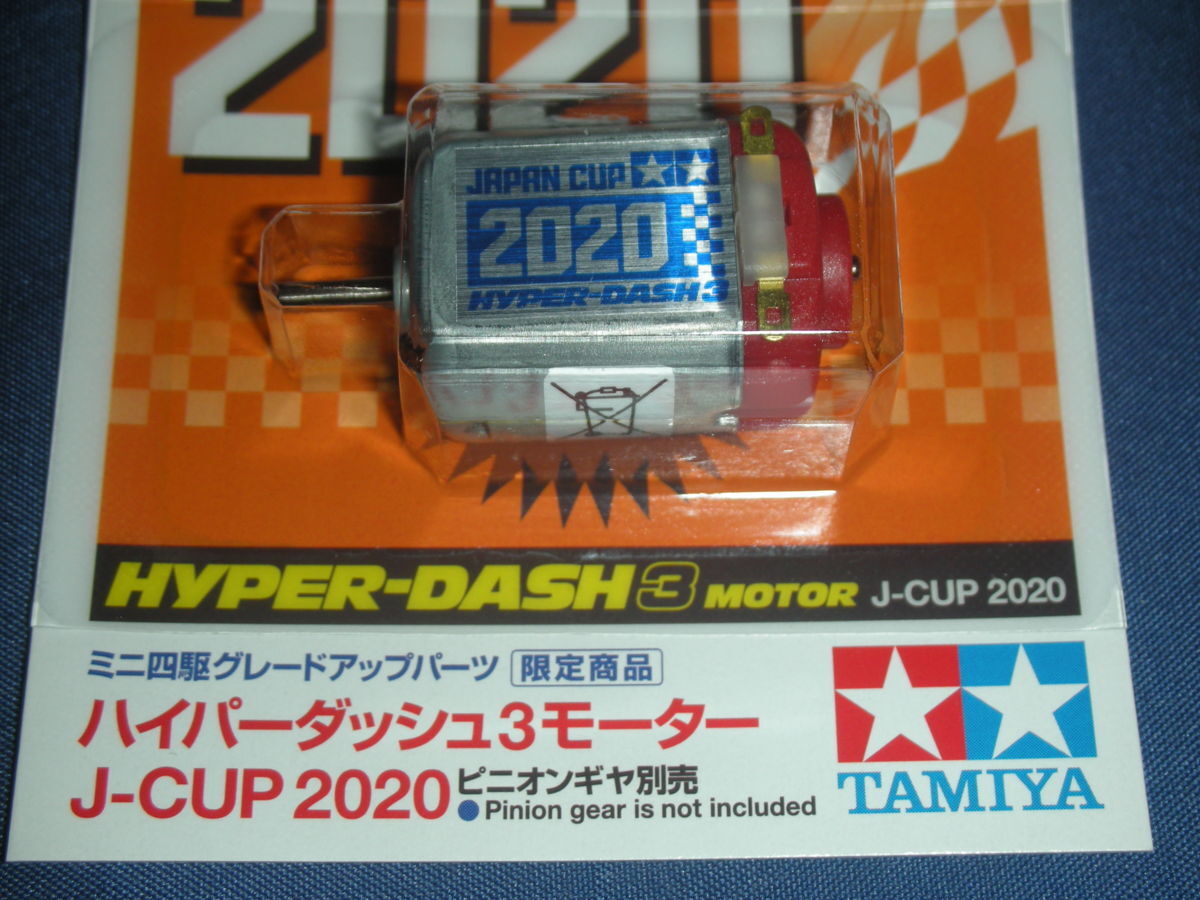 2020
JAPAN CUP
2020
HYPER-DASH3
HYPER-DASH3 MOTOR J-CUP 2020
ミニ四駆グレードアップパーツ 限定商品
ハイパーダッシュ3モーター
J-CUP 2020 ピニオンギヤ別売
●Pinion gear is not included
TAMIYA